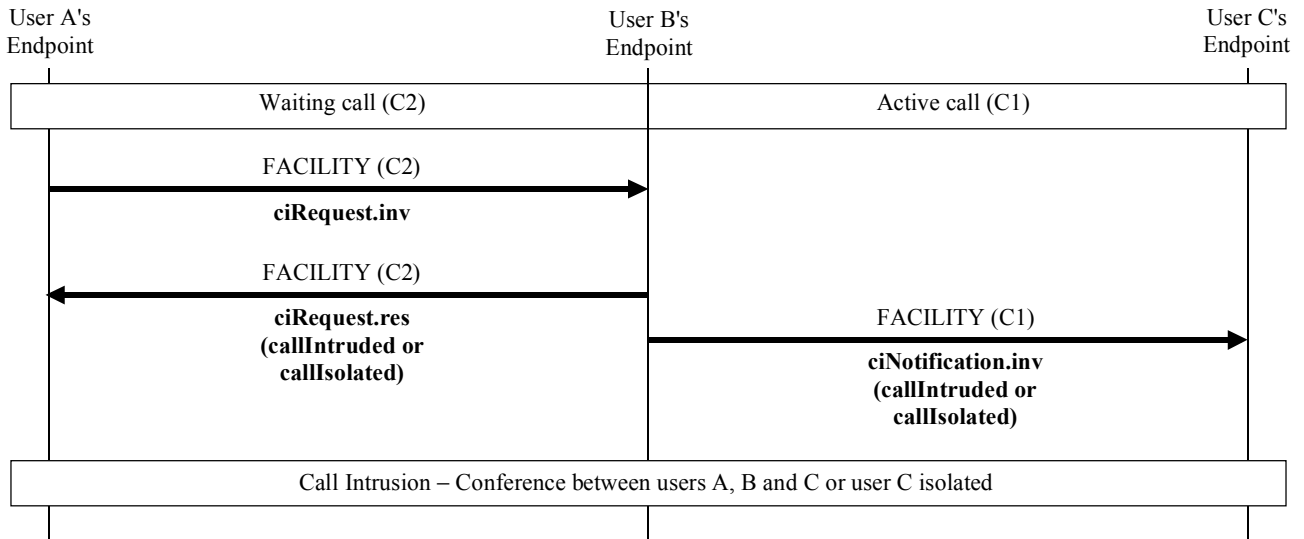 User A's
Endpoint
User B's
Endpoint
User C's
Endpoint
Waiting call (C2)
Active call (C1)
FACILITY (C2)
ciRequest.inv
FACILITY (C2)
ciRequest.res
(callIntruded or
callIsolated)
FACILITY (C1)
ciNotification.inv
(callIntruded or
callIsolated)
Call Intrusion – Conference between users A, B and C or user C isolated